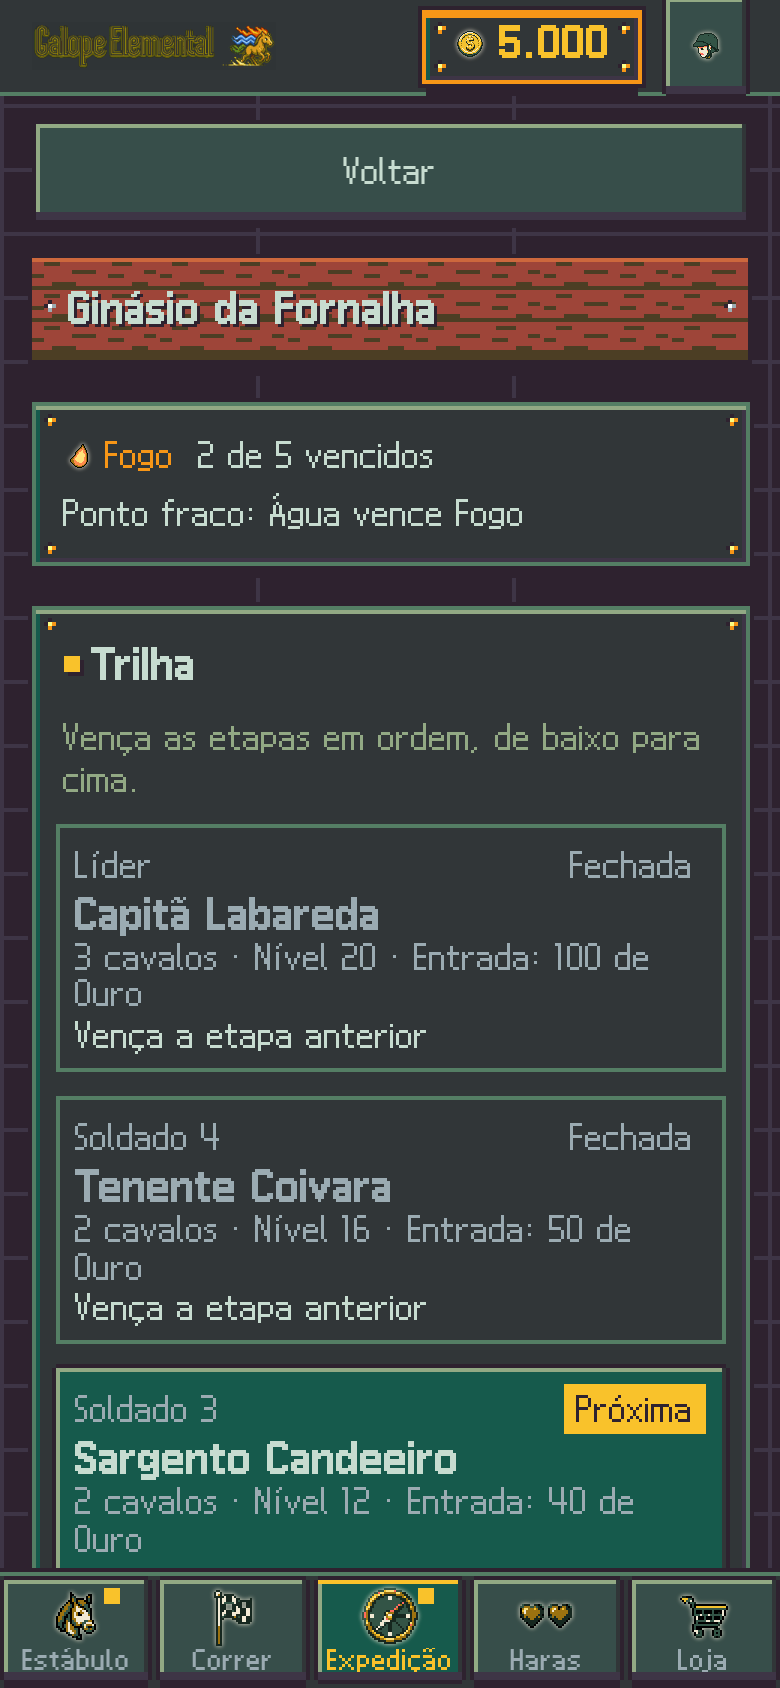 Galope Elemental
5.000
Voltar
Ginásio da Fornalha
Fogo 2 de 5 vencidos
Ponto fraco: Água vence Fogo
Trilha
Vença as etapas em ordem, de baixo para
cima.
Líder Fechada
Capitã Labareda
3 cavalos · Nível 20 · Entrada: 100 de
Ouro
Vença a etapa anterior
Soldado 4 Fechada
Tenente Coivara
2 cavalos · Nível 16 · Entrada: 50 de
Ouro
Vença a etapa anterior
Soldado 3 Próxima
Sargento Candeeiro
2 cavalos · Nível 12 · Entrada: 40 de
Ouro
Estábulo Correr Expedição Haras Loja